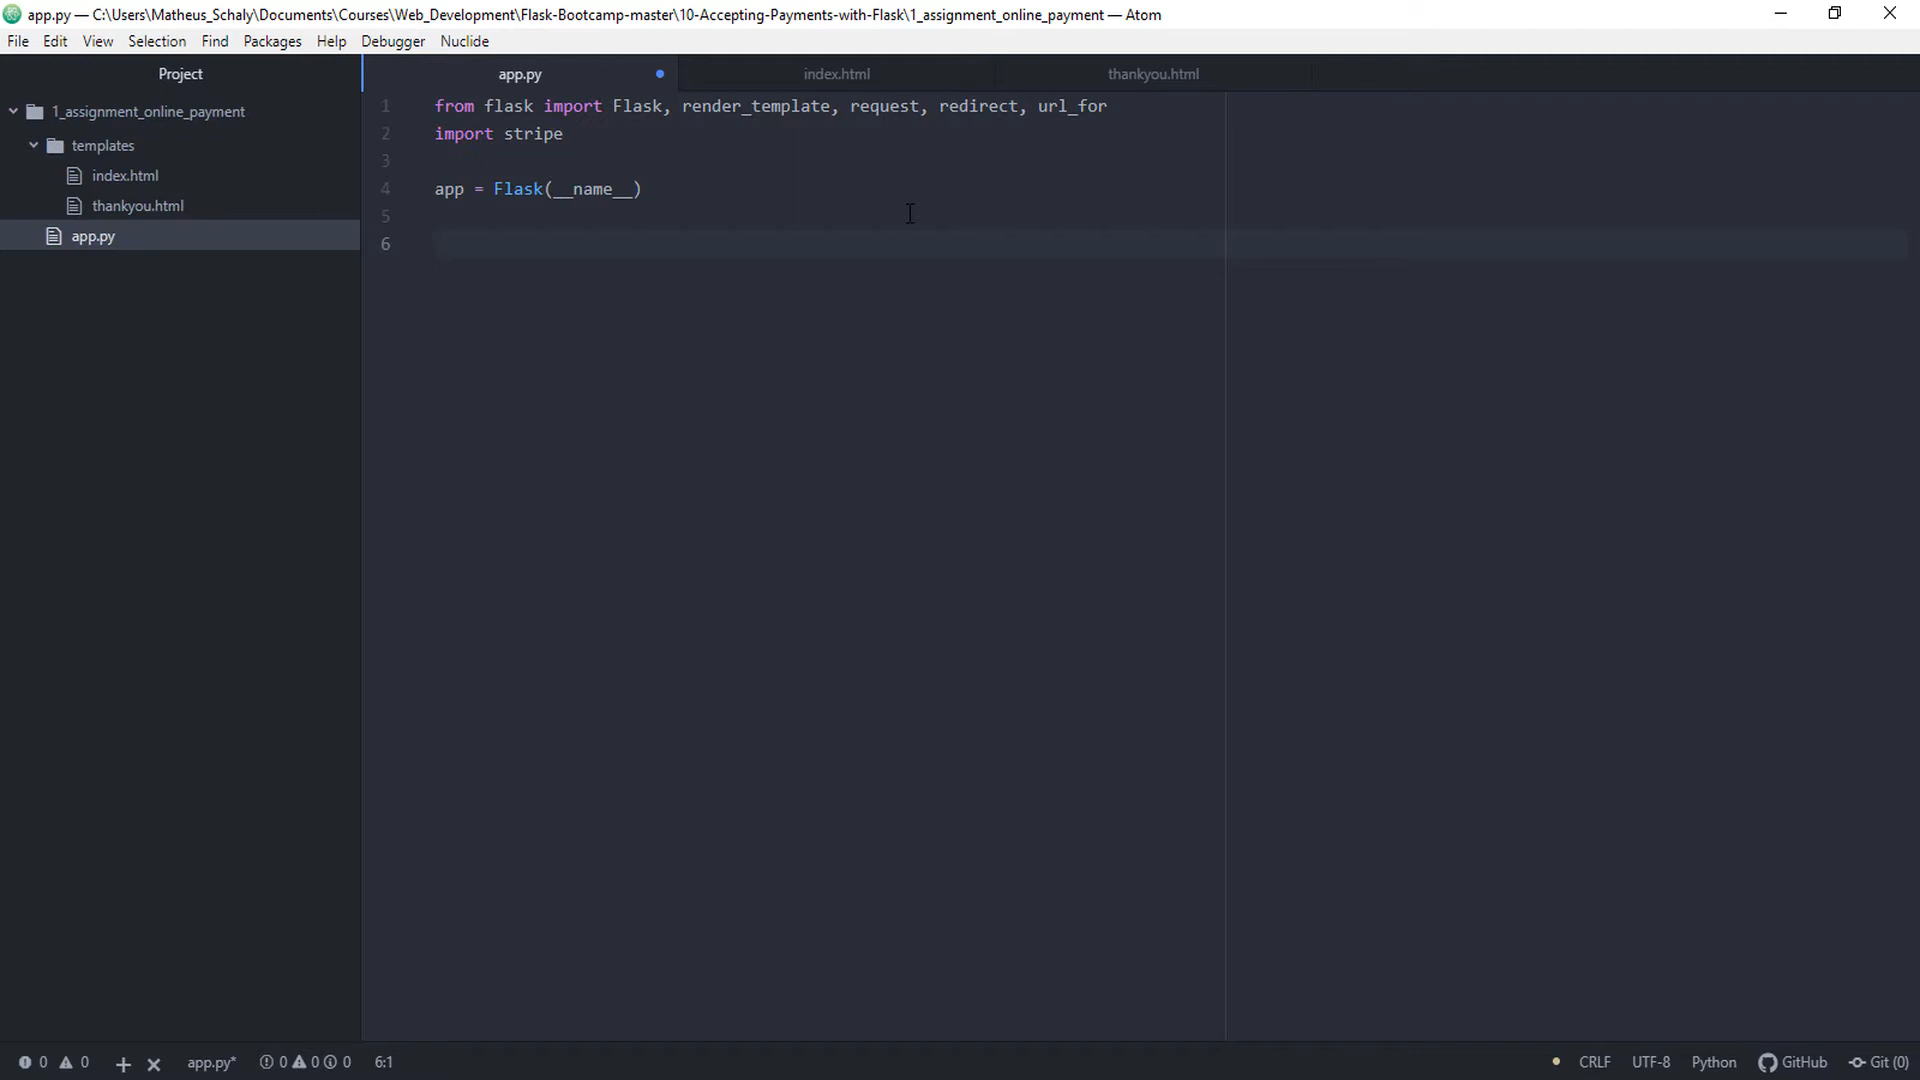 app.py — C:\Users\Matheus_Schaly\Documents\Courses\Web_Development\Flask-Bootcamp-master\10-Accepting-Payments-with-Flask\1_assignment_online_payment — Atom
File Edit View Selection Find Packages Help Debugger Nuclide
Project
1_assignment_online_payment
templates
index.html
thankyou.html
app.py
app.py index.html thankyou.html
1 from flask import Flask, render_template, request, redirect, url_for
2 import stripe
3
4 app = Flask(__name__)
5
6
0 0 app.py* 0 0 0 6:1 CRLF UTF-8 Python GitHub Git (0)